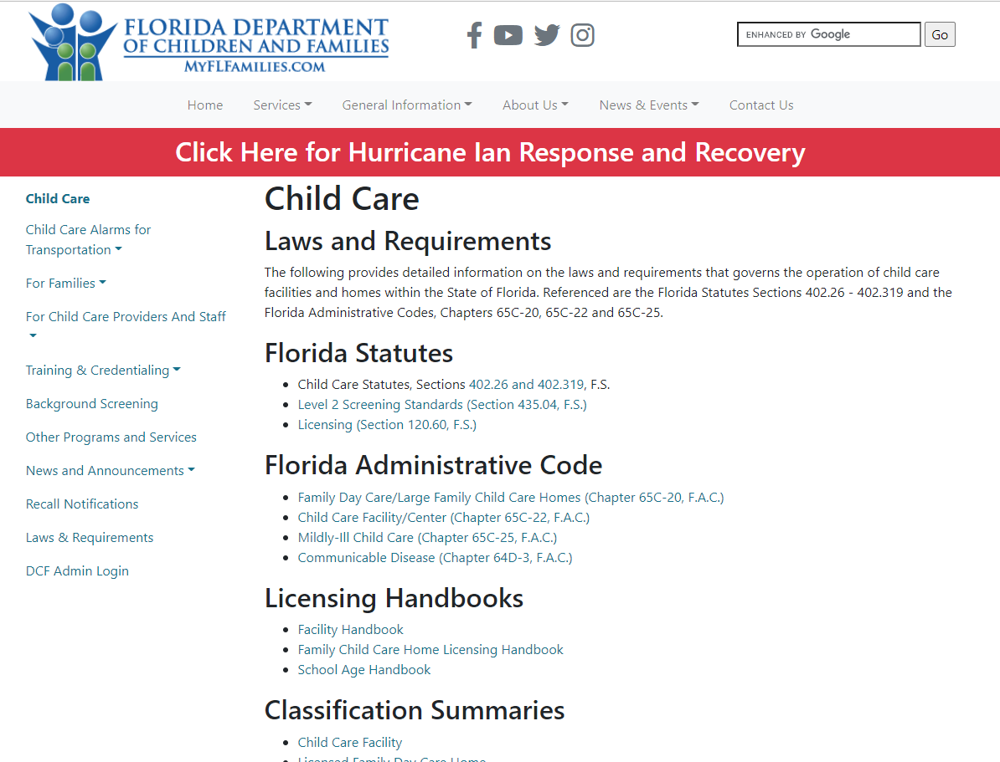 FLORIDA DEPARTMENT
OF CHILDREN AND FAMILIES
MYFLFAMILIES.COM
ENHANCED BY Google
Go
Home
Services
General Information
About Us
News & Events
Contact Us
Click Here for Hurricane Ian Response and Recovery
Child Care
Child Care Alarms for
Transportation
For Families
For Child Care Providers And Staff
Training & Credentialing
Background Screening
Other Programs and Services
News and Announcements
Recall Notifications
Laws & Requirements
DCF Admin Login
Child Care
Laws and Requirements
The following provides detailed information on the laws and requirements that governs the operation of child care
facilities and homes within the State of Florida. Referenced are the Florida Statutes Sections 402.26 - 402.319 and the
Florida Administrative Codes, Chapters 65C-20, 65C-22 and 65C-25.
Florida Statutes
Child Care Statutes, Sections 402.26 and 402.319, F.S.
Level 2 Screening Standards (Section 435.04, F.S.)
Licensing (Section 120.60, F.S.)
Florida Administrative Code
Family Day Care/Large Family Child Care Homes (Chapter 65C-20, F.A.C.)
Child Care Facility/Center (Chapter 65C-22, F.A.C.)
Mildly-Ill Child Care (Chapter 65C-25, F.A.C.)
Communicable Disease (Chapter 64D-3, F.A.C.)
Licensing Handbooks
Facility Handbook
Family Child Care Home Licensing Handbook
School Age Handbook
Classification Summaries
Child Care Facility
Licensed Family Day Care Home